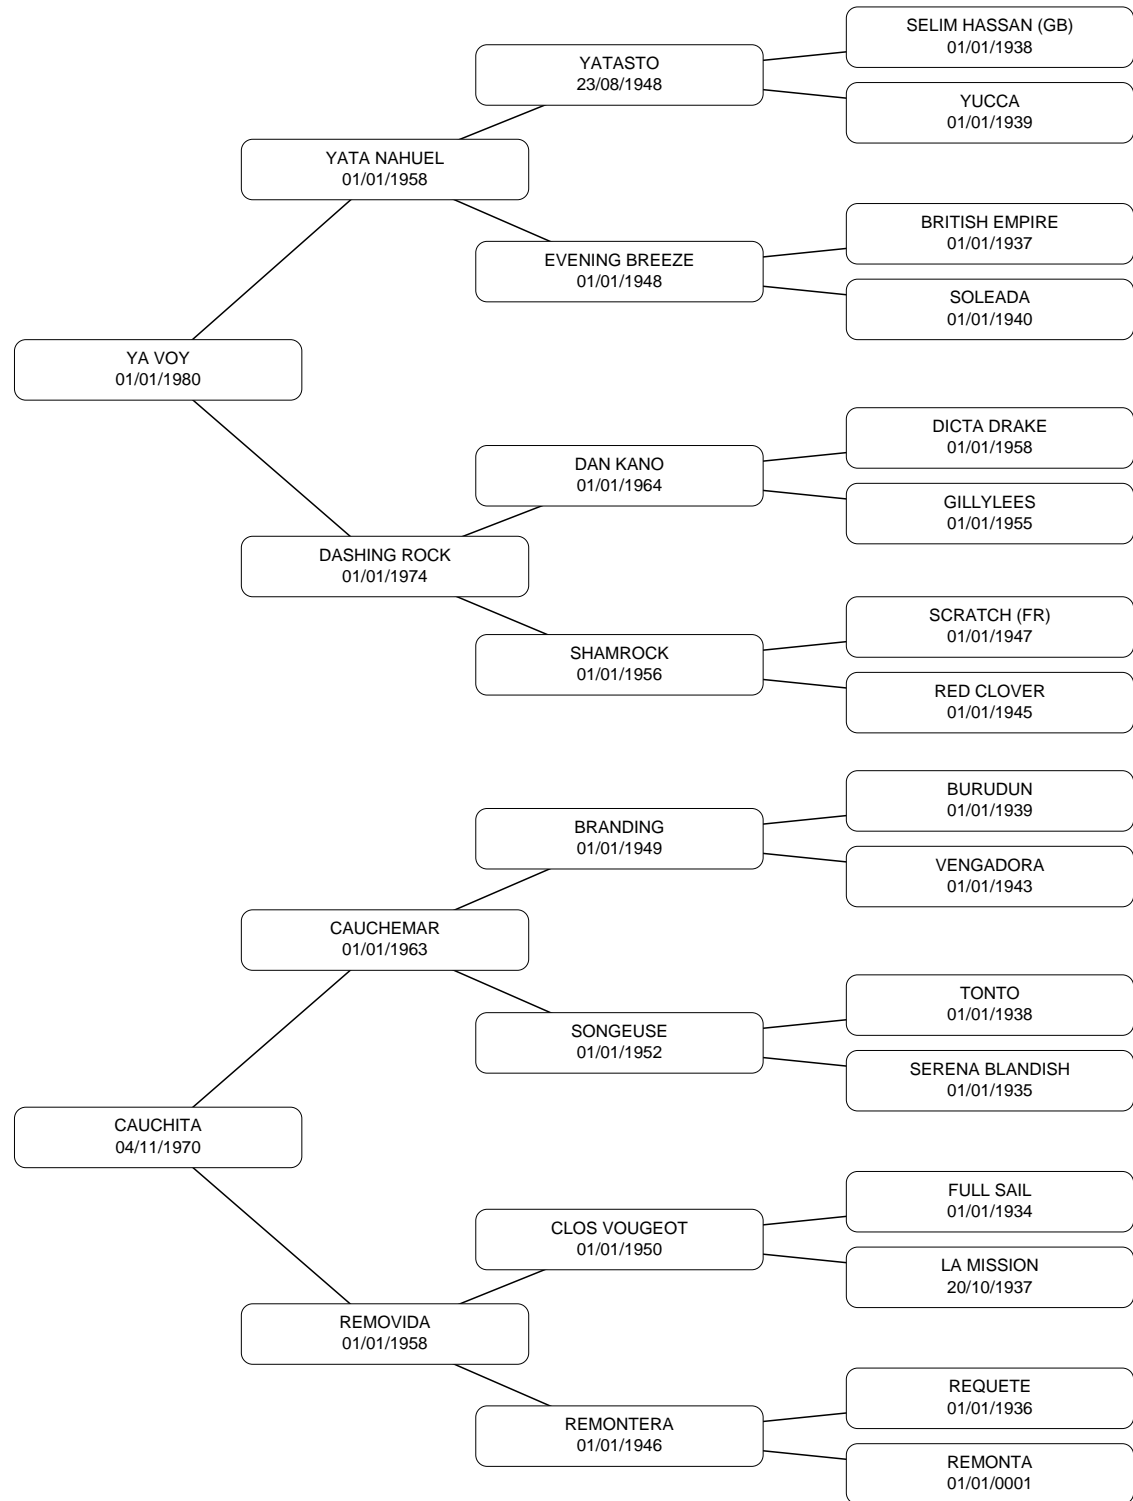 SELIM HASSAN (GB)
01/01/1938
YATASTO
23/08/1948
YUCCA
01/01/1939
YATA NAHUEL
01/01/1958
BRITISH EMPIRE
01/01/1937
EVENING BREEZE
01/01/1948
SOLEADA
01/01/1940
YA VOY
01/01/1980
DICTA DRAKE
01/01/1958
DAN KANO
01/01/1964
GILLYLEES
01/01/1955
DASHING ROCK
01/01/1974
SCRATCH (FR)
01/01/1947
SHAMROCK
01/01/1956
RED CLOVER
01/01/1945
BURUDUN
01/01/1939
BRANDING
01/01/1949
VENGADORA
01/01/1943
CAUCHEMAR
01/01/1963
TONTO
01/01/1938
SONGEUSE
01/01/1952
SERENA BLANDISH
01/01/1935
CAUCHITA
04/11/1970
FULL SAIL
01/01/1934
CLOS VOUGEOT
01/01/1950
LA MISSION
20/10/1937
REMOVIDA
01/01/1958
REQUETE
01/01/1936
REMONTERA
01/01/1946
REMONTA
01/01/0001